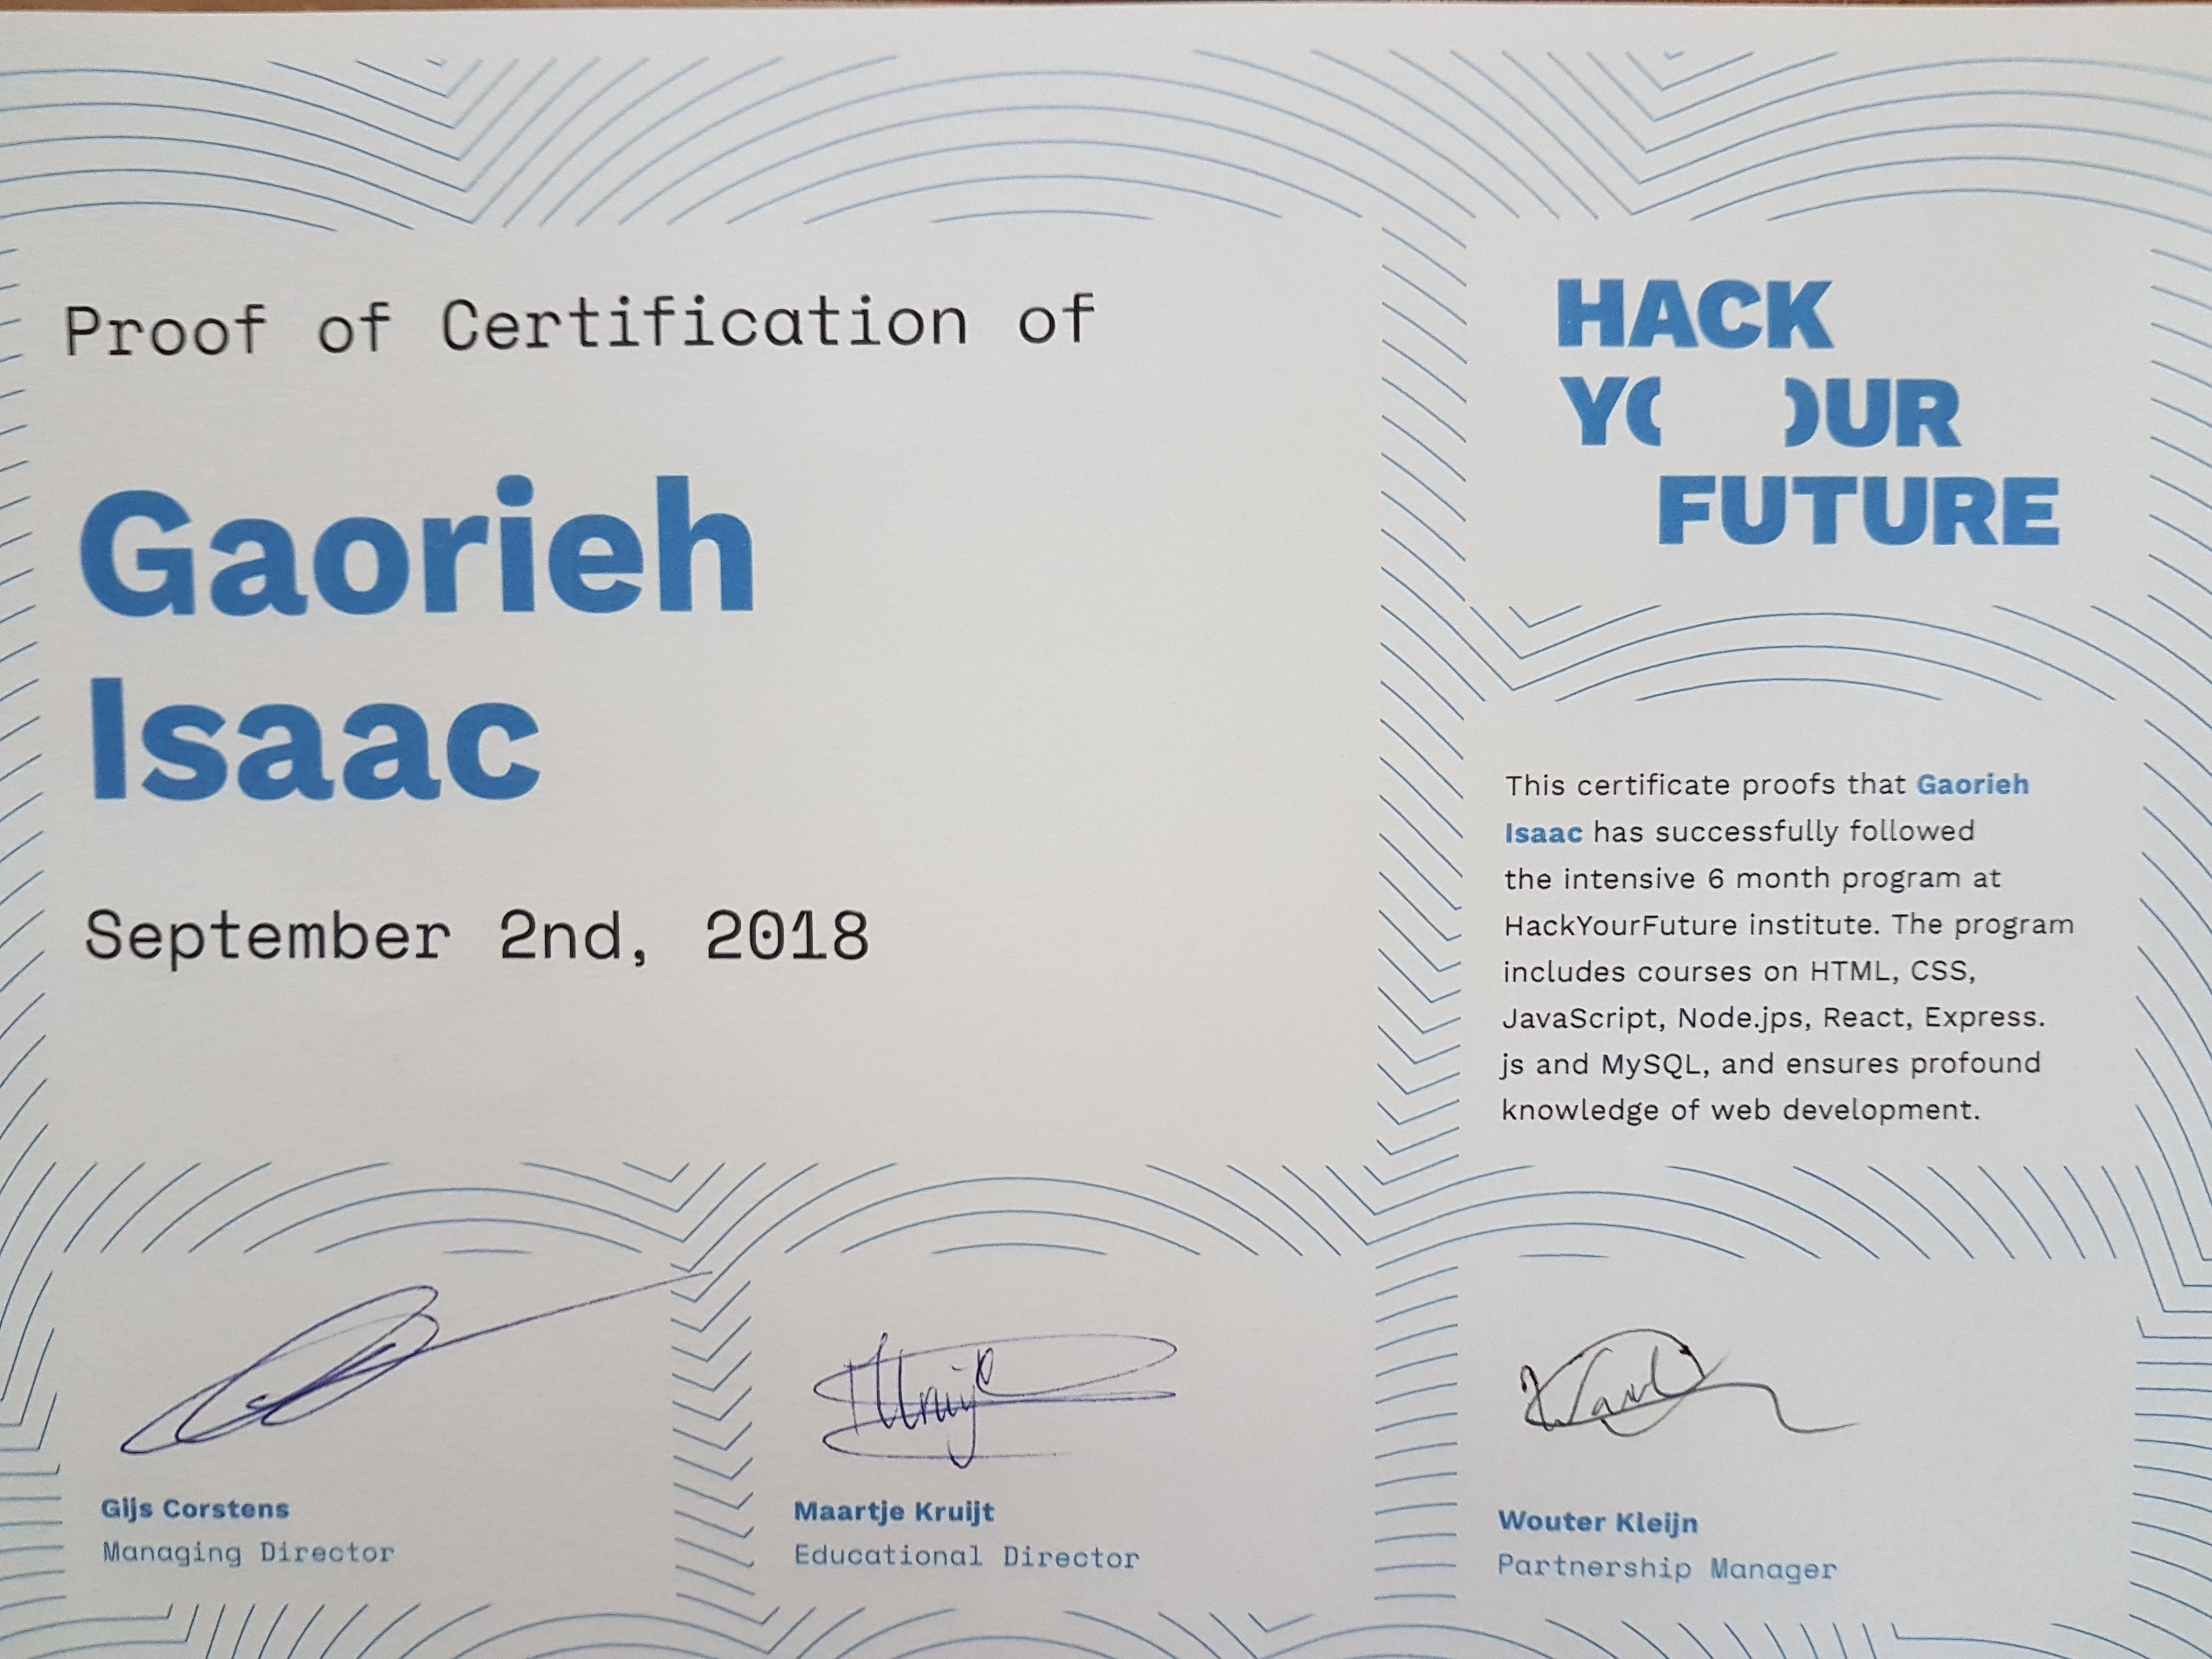 Proof of Certification of
Gaorieh
Isaac
September 2nd, 2018
HACK
YOUR
FUTURE
This certificate proofs that Gaorieh
Isaac has successfully followed
the intensive 6 month program at
HackYourFuture institute. The program
includes courses on HTML, CSS,
JavaScript, Node.jps, React, Express.
js and MySQL, and ensures profound
knowledge of web development.
Gijs Corstens
Managing Director
Maartje Kruijt
Educational Director
Wouter Kleijn
Partnership Manager